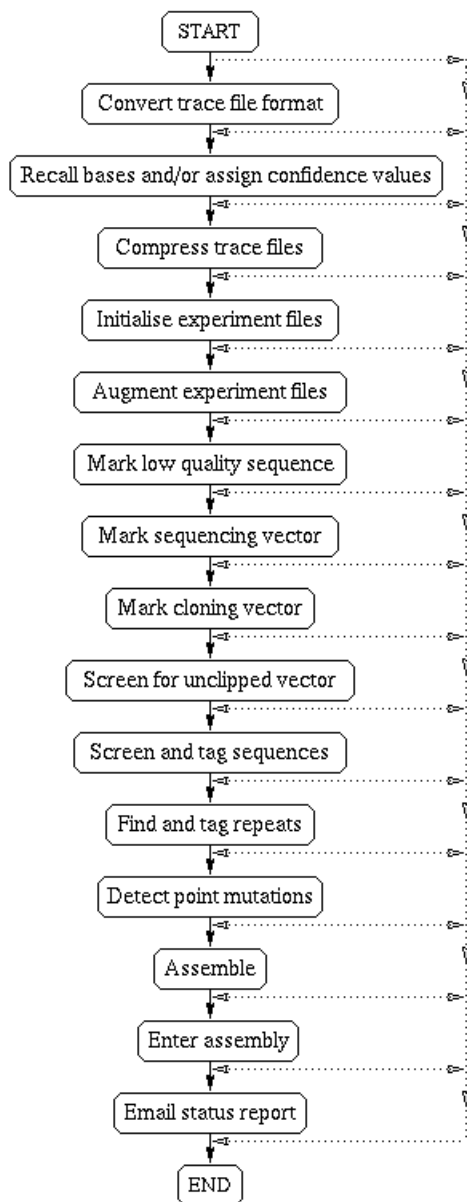 START
Convert trace file format
Recall bases and/or assign confidence values
Compress trace files
Initialise experiment files
Augment experiment files
Mark low quality sequence
Mark sequencing vector
Mark cloning vector
Screen for unclipped vector
Screen and tag sequences
Find and tag repeats
Detect point mutations
Assemble
Enter assembly
Email status report
END